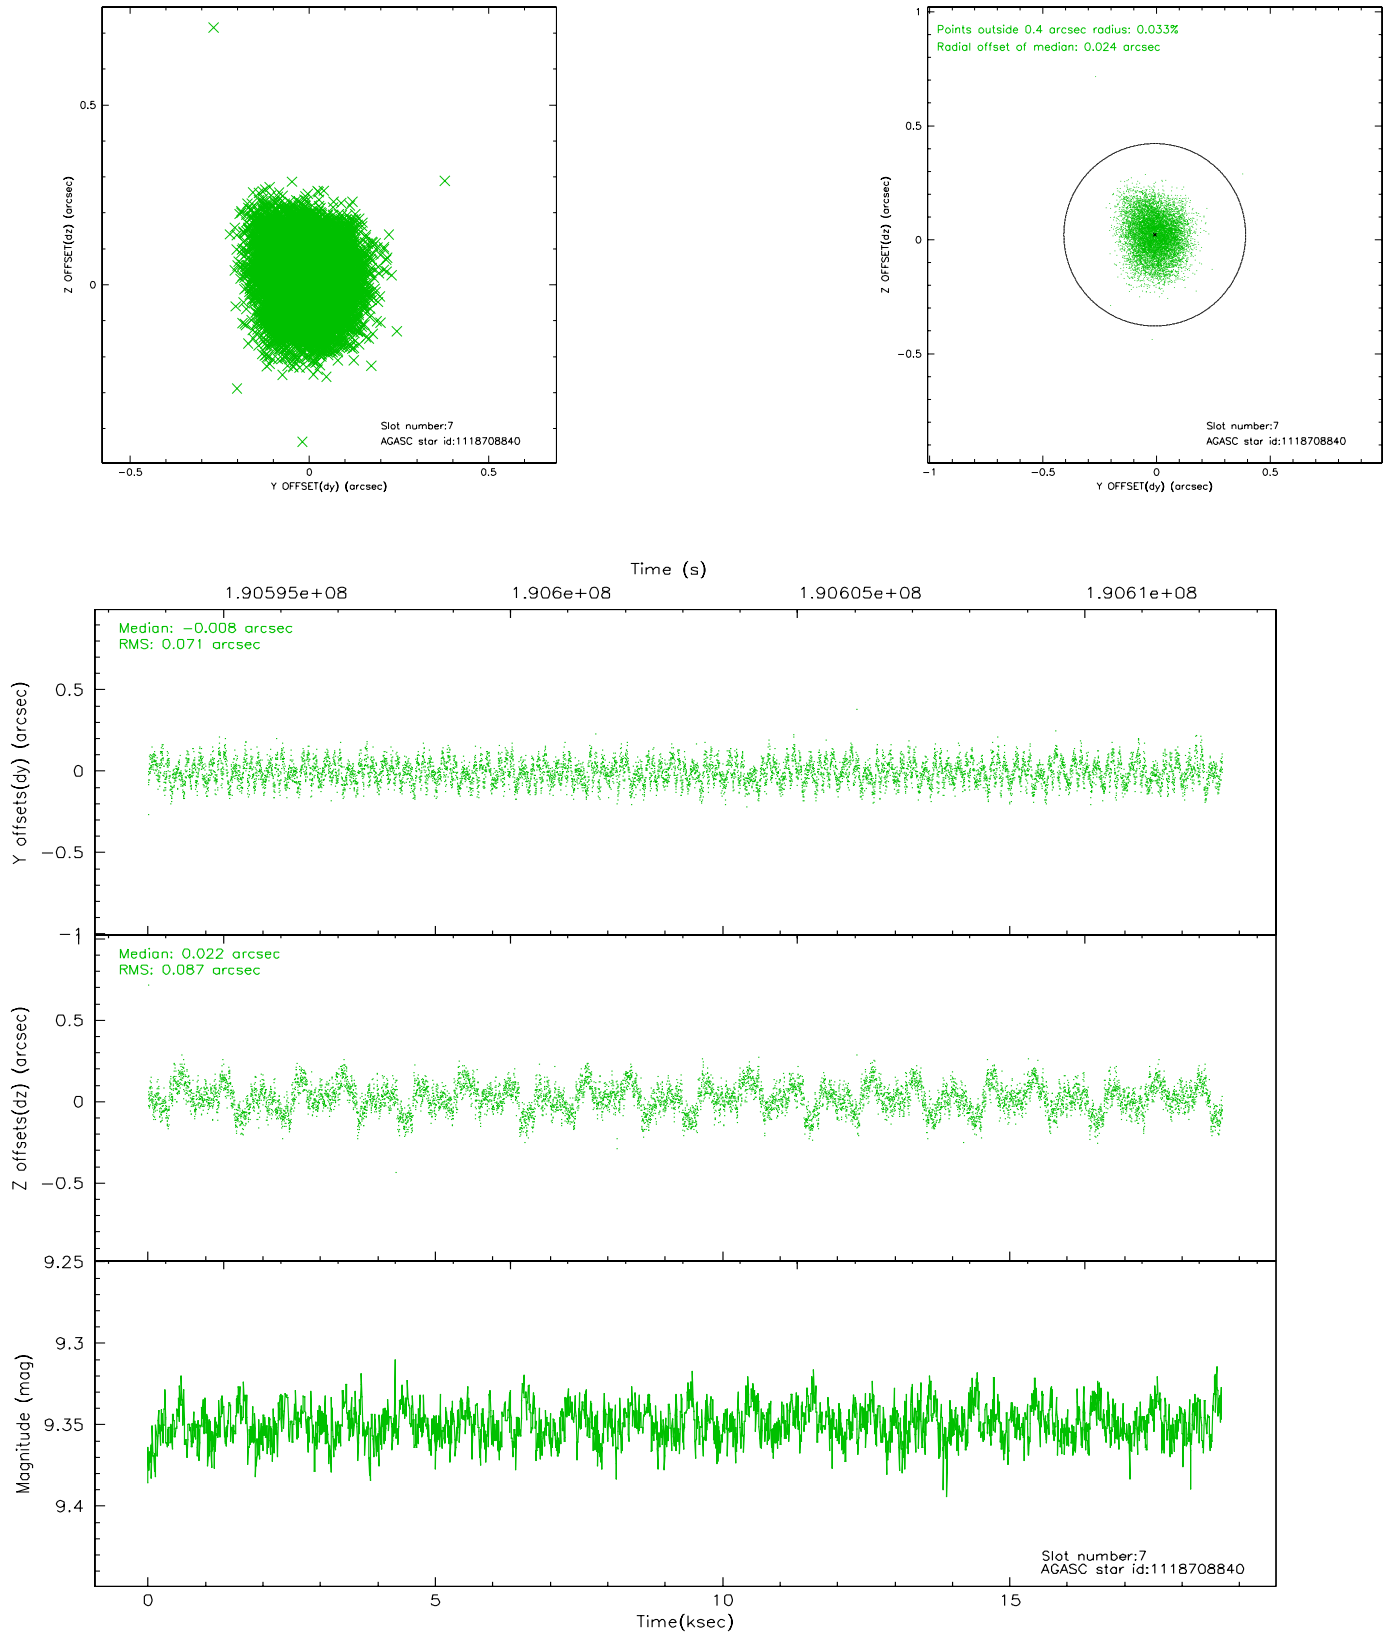 0.5
0
−0.5
0
0.5
Z OFFSET(dz) (arcsec)
Y OFFSET(dy) (arcsec)
Slot number:7
AGASC star id:1118708840
Points outside 0.4 arcsec radius: 0.033%
Radial offset of median: 0.024 arcsec
1
0.5
0
−0.5
−1
−0.5
0
0.5
Z OFFSET(dz) (arcsec)
Y OFFSET(dy) (arcsec)
Slot number:7
AGASC star id:1118708840
Time (s)
1.90595e+08
1.906e+08
1.90605e+08
1.9061e+08
Median: −0.008 arcsec
RMS: 0.071 arcsec
0.5
0
−0.5
−1
Y offsets(dy) (arcsec)
Median: 0.022 arcsec
RMS: 0.087 arcsec
1
0.5
0
−0.5
Z offsets(dz) (arcsec)
9.25
9.3
9.35
9.4
Magnitude (mag)
Slot number:7
AGASC star id:1118708840
0
5
10
15
Time(ksec)